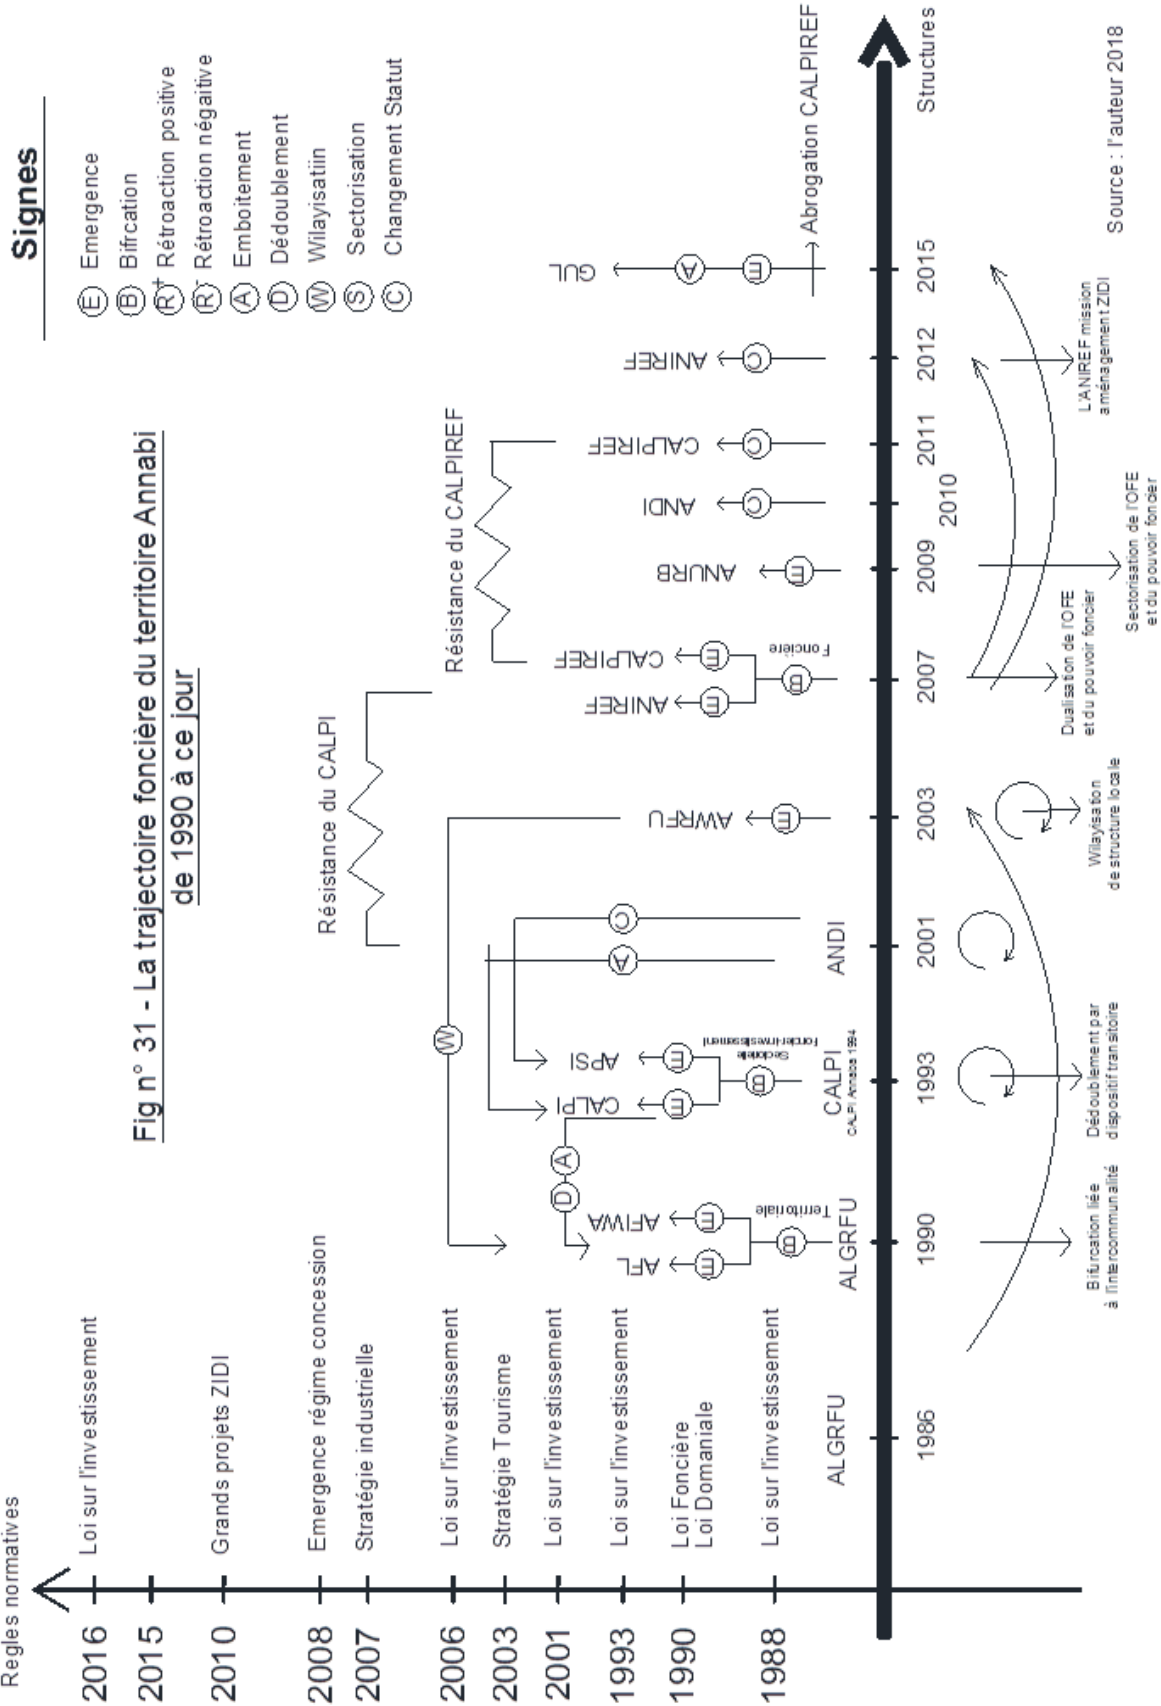 Fig n° 31 - La trajectoire foncière du territoire Annabi
de 1990 à ce jour
Signes
E Emergence
B Bifrcation
R+ Rétroaction positive
R- Rétroaction négaitive
A Emboitement
D Dédoublement
W Wilayisatiin
S Sectorisation
C Changement Statut
Regles normatives
2016
Loi sur l'investissement
2015
2010
Grands projets ZIDI
2008
Emergence régime concession
2007
Stratégie industrielle
2006
Loi sur l'investissement
2003
Stratégie Tourisme
2001
Loi sur l'investissement
1993
Loi sur l'investissement
1990
Loi Foncière
Loi Domaniale
1988
Loi sur l'investissement
Résistance du CALPI
Résistance du CALPIREF
W
D
A
AFL
AFIWA
E
E
B
Territoriale
CALPI
APSI
E
E
B
Sectorielle
Foncier-investissement
A
C
AWRFU
E
ANIREF
CALPIREF
E
E
B
Foncière
ANURB
E
ANDI
C
CALPIREF
C
ANIREF
C
GUL
A
E
Abrogation CALPIREF
ALGRFU
ALGRFU
CALPI
CALPI Annaba 1994
ANDI
1986
1990
1993
2001
2003
2007
2009
2010
2011
2012
2015
Structures
Bifurcation liée
à l'intercommunalité
Dédoublement par
dispositif transitoire
Wilayisation
de structure locale
Dualisation de l'OFE
et du pouvoir foncier
Sectorisation de l'OFE
et du pouvoir foncier
L'ANIREF mission
aménagement ZIDI
Source : l'auteur 2018